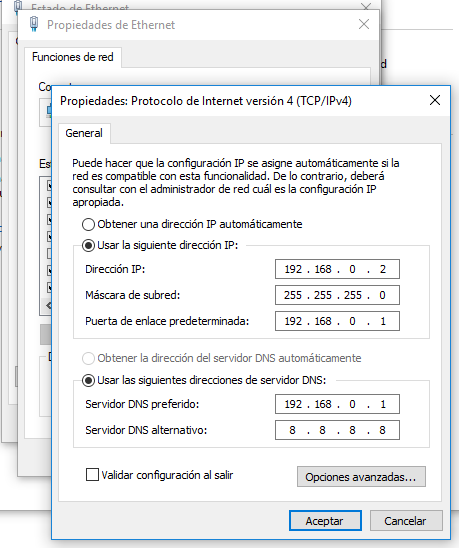 Estado de Ethernet
Propiedades de Ethernet
Funciones de red
Propiedades: Protocolo de Internet versión 4 (TCP/IPv4)
General
Puede hacer que la configuración IP se asigne automáticamente si la
red es compatible con esta funcionalidad. De lo contrario, deberá
consultar con el administrador de red cuál es la configuración IP
apropiada.
Obtener una dirección IP automáticamente
Usar la siguiente dirección IP:
Dirección IP: 192 . 168 . 0 . 2
Máscara de subred: 255 . 255 . 255 . 0
Puerta de enlace predeterminada: 192 . 168 . 0 . 1
Obtener la dirección del servidor DNS automáticamente
Usar las siguientes direcciones de servidor DNS:
Servidor DNS preferido: 192 . 168 . 0 . 1
Servidor DNS alternativo: 8 . 8 . 8 . 8
Validar configuración al salir
Opciones avanzadas...
Aceptar
Cancelar